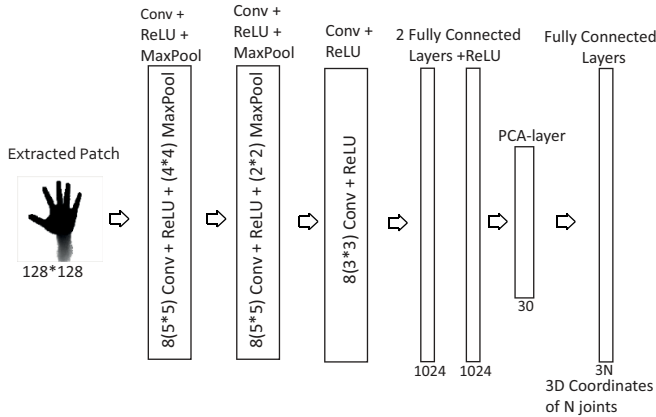 Conv +
ReLU +
MaxPool
Conv +
ReLU +
MaxPool
Conv +
ReLU
2 Fully Connected
Layers +ReLU
Fully Connected
Layers
PCA-layer
Extracted Patch
128*128
8(5*5) Conv + ReLU + (4*4) MaxPool
8(5*5) Conv + ReLU + (2*2) MaxPool
8(3*3) Conv + ReLU
1024
1024
30
3N
3D Coordinates
of N joints